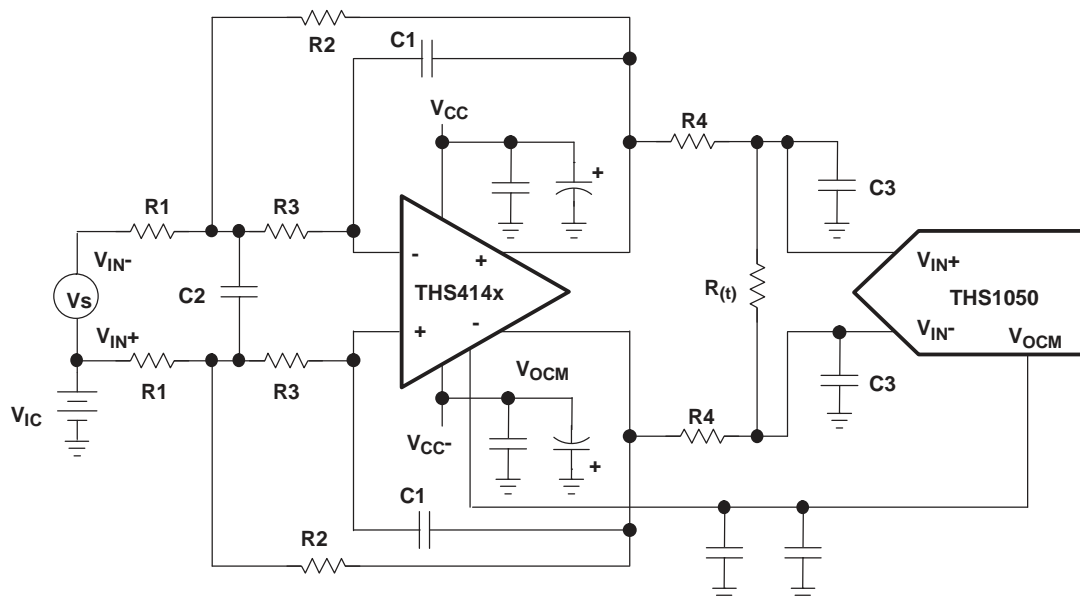 R2
C1
VCC
R4
+
C3
R1
R3
VIN-
-
+
VIN+
Vs
C2
THS414x
R(t)
THS1050
VIN+
+
-
VIN-
VOCM
R1
R3
VOCM
C3
VIC
R4
VCC-
+
C1
R2